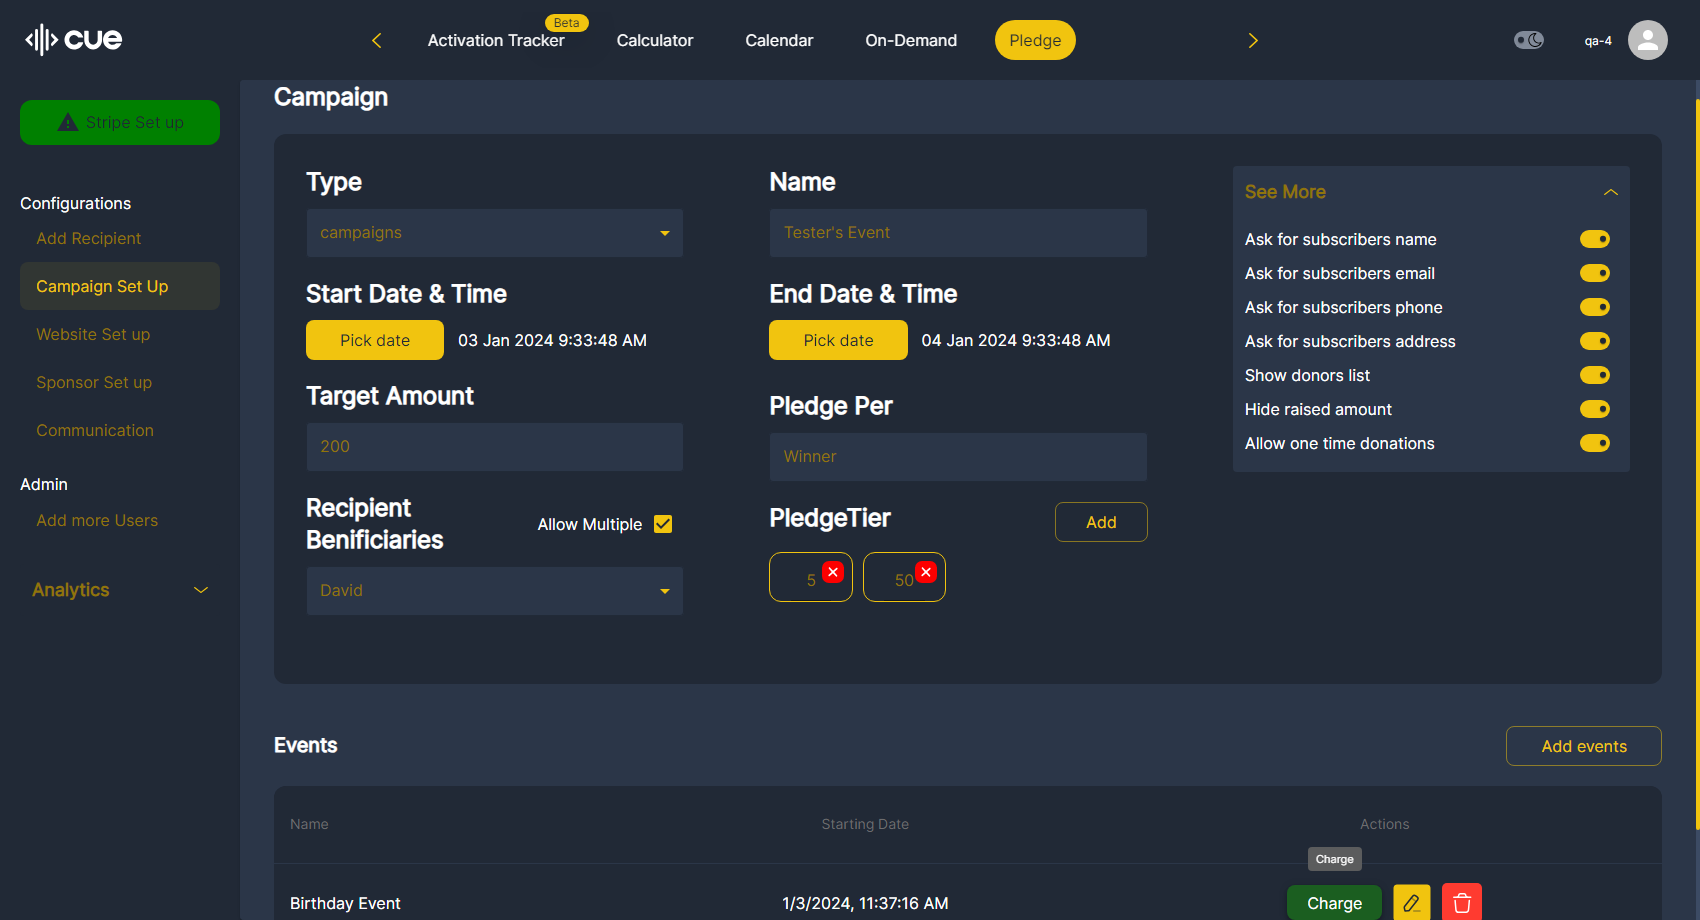 cue
Activation Tracker
Beta
Calculator
Calendar
On-Demand
Pledge
qa-4
Stripe Set up
Configurations
Add Recipient
Campaign Set Up
Website Set up
Sponsor Set up
Communication
Admin
Add more Users
Analytics
Campaign
Type
campaigns
Name
Tester's Event
Start Date & Time
Pick date
03 Jan 2024 9:33:48 AM
End Date & Time
Pick date
04 Jan 2024 9:33:48 AM
Target Amount
200
Pledge Per
Winner
Recipient
Benificiaries
Allow Multiple
David
PledgeTier
Add
5
50
See More
Ask for subscribers name
Ask for subscribers email
Ask for subscribers phone
Ask for subscribers address
Show donors list
Hide raised amount
Allow one time donations
Events
Add events
Name
Starting Date
Actions
Charge
Birthday Event
1/3/2024, 11:37:16 AM
Charge